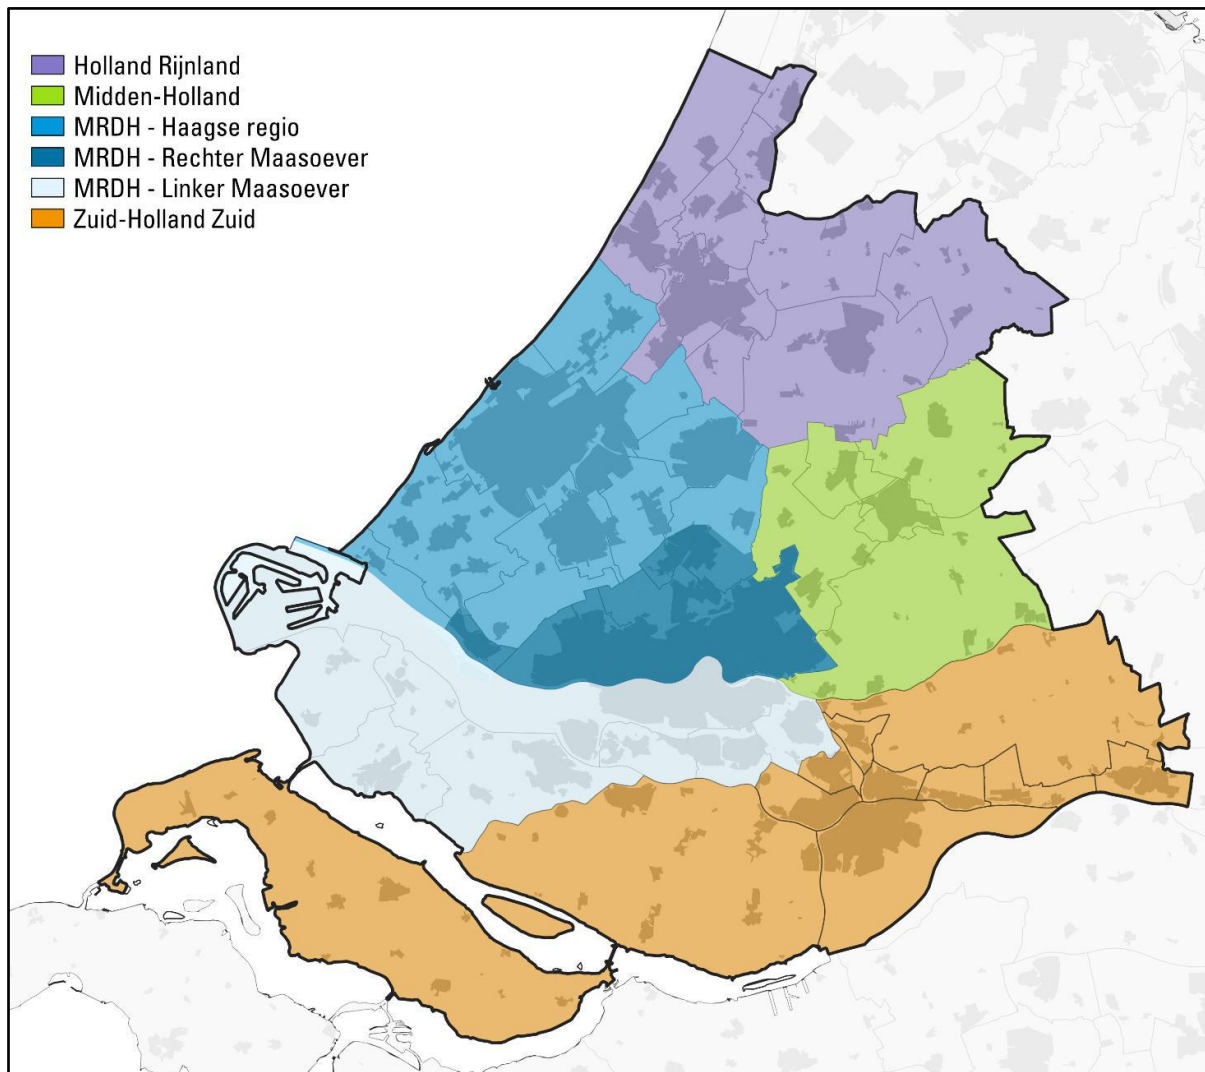 Holland Rijnland
Midden-Holland
MRDH - Haagse regio
MRDH - Rechter Maasoever
MRDH - Linker Maasoever
Zuid-Holland Zuid